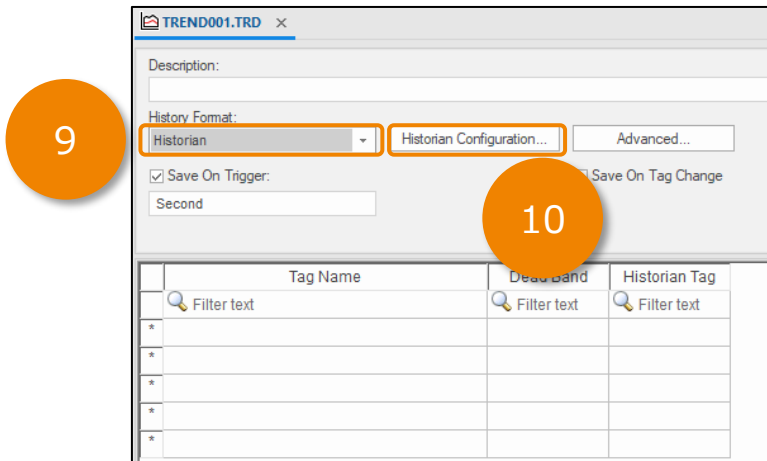 TREND001.TRD ×
Description:
9
History Format:
Historian
Historian Configuration...
Advanced...
Save On Trigger:
Save On Tag Change
Second
10
Tag Name
Dead Band
Historian Tag
Filter text
Filter text
Filter text
*
*
*
*
*